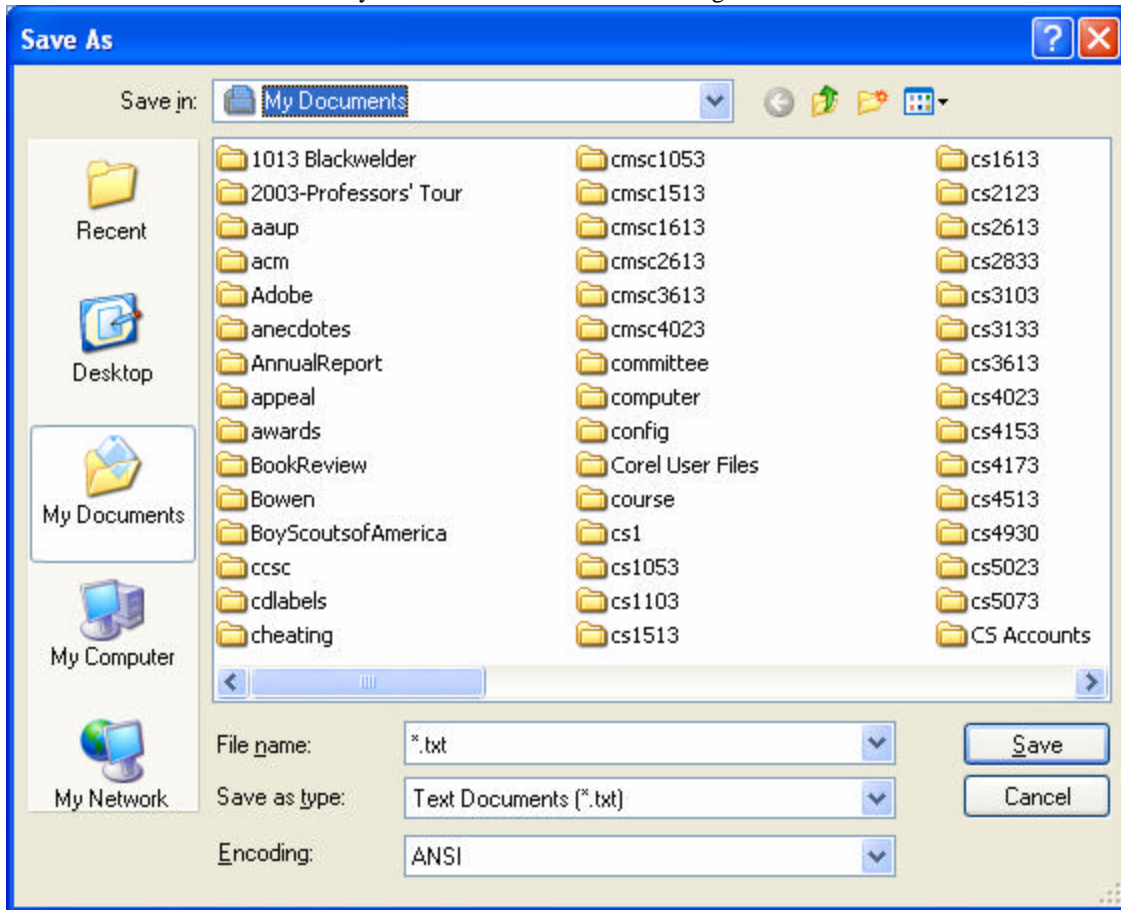 Save As
Save in: My Documents
Recent
Desktop
My Documents
My Computer
My Network
1013 Blackwelder
2003-Professors' Tour
aaup
acm
Adobe
anecdotes
AnnualReport
appeal
awards
BookReview
Bowen
BoyScoutsofAmerica
ccsc
cdlabels
cheating
cmsc1053
cmsc1513
cmsc1613
cmsc2613
cmsc3613
cmsc4023
committee
computer
config
Corel User Files
course
cs1
cs1053
cs1103
cs1513
cs1613
cs2123
cs2613
cs2833
cs3103
cs3133
cs3613
cs4023
cs4153
cs4173
cs4513
cs4930
cs5023
cs5073
CS Accounts
File name: *.txt
Save
Save as type: Text Documents (*.txt)
Cancel
Encoding: ANSI